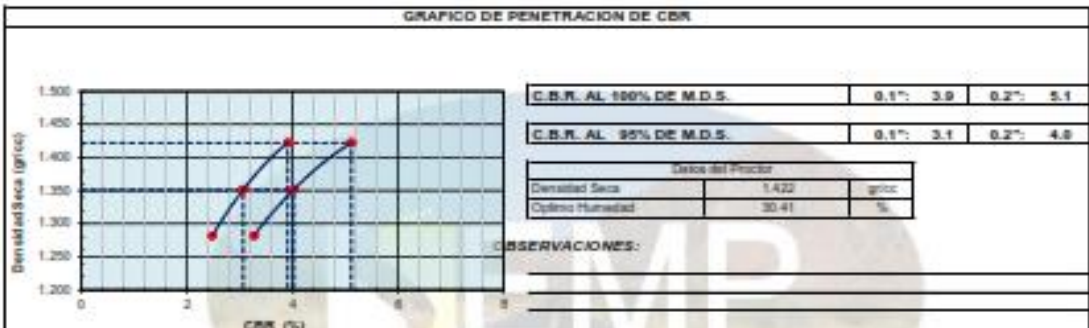 GRAFICO DE PENETRACION DE CBR
1.500
1.450
1.400
1.350
1.300
1.250
1.200
Densidad Seca (gr/cc)
0 2 4 6 8
CBR (%)
C.B.R. AL 100% DE M.D.S. 0.1": 3.9 0.2": 5.1
C.B.R. AL 95% DE M.D.S. 0.1": 3.1 0.2": 4.0
Datos del Proctor
Densidad Seca 1.422 gr/cc
Optimo Humedad 30.41 %
OBSERVACIONES: